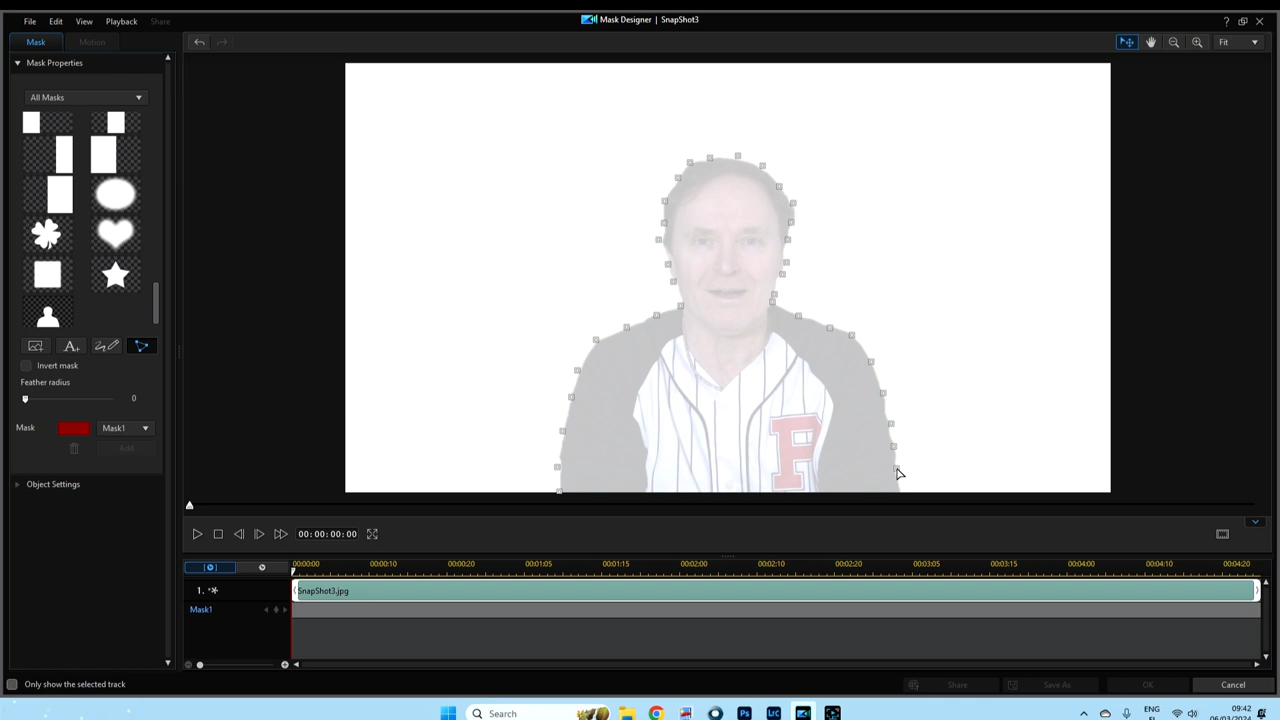 File Edit View Playback Share
Mask Designer | SnapShot3
?
Mask Motion
Fit
Mask Properties
All Masks
A+
Invert mask
Feather radius
0
Mask Mask1
Add
Object Settings
R
00:00:00:00
00:00:00 00:00:10 00:00:20 00:01:05 00:01:15 00:02:00 00:02:10 00:02:20 00:03:05 00:03:15 00:04:00 00:04:10 00:04:20
1. SnapShot3.jpg
Mask1
Only show the selected track
Share Save As OK Cancel
Search
Ps
Lrc
ENG
09:42
06/03/2024